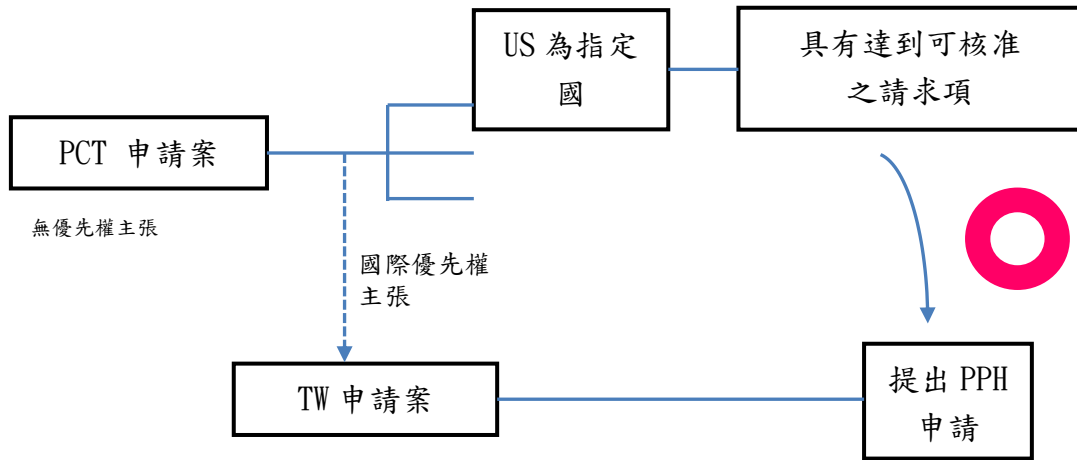 US 為指定
國
具有達到可核准
之請求項
PCT 申請案
無優先權主張
國際優先權
主張
TW 申請案
提出 PPH
申請